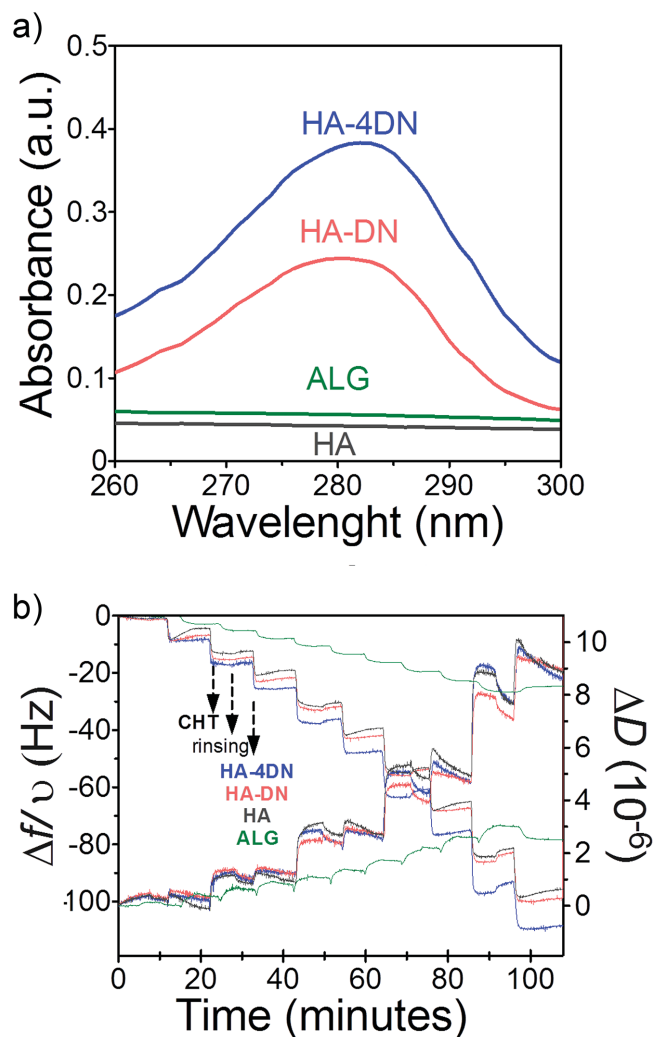 a)
0.5
0.4
0.3
0.2
0.1
0
Absorbance (a.u.)
HA-4DN
HA-DN
ALG
HA
260 270 280 290 300
Wavelenght (nm)
b)
0
-20
-40
-60
-80
-100
Δf/υ (Hz)
10
8
6
4
2
0
ΔD (10⁻⁶)
CHT
rinsing
HA-4DN
HA-DN
HA
ALG
0 20 40 60 80 100
Time (minutes)